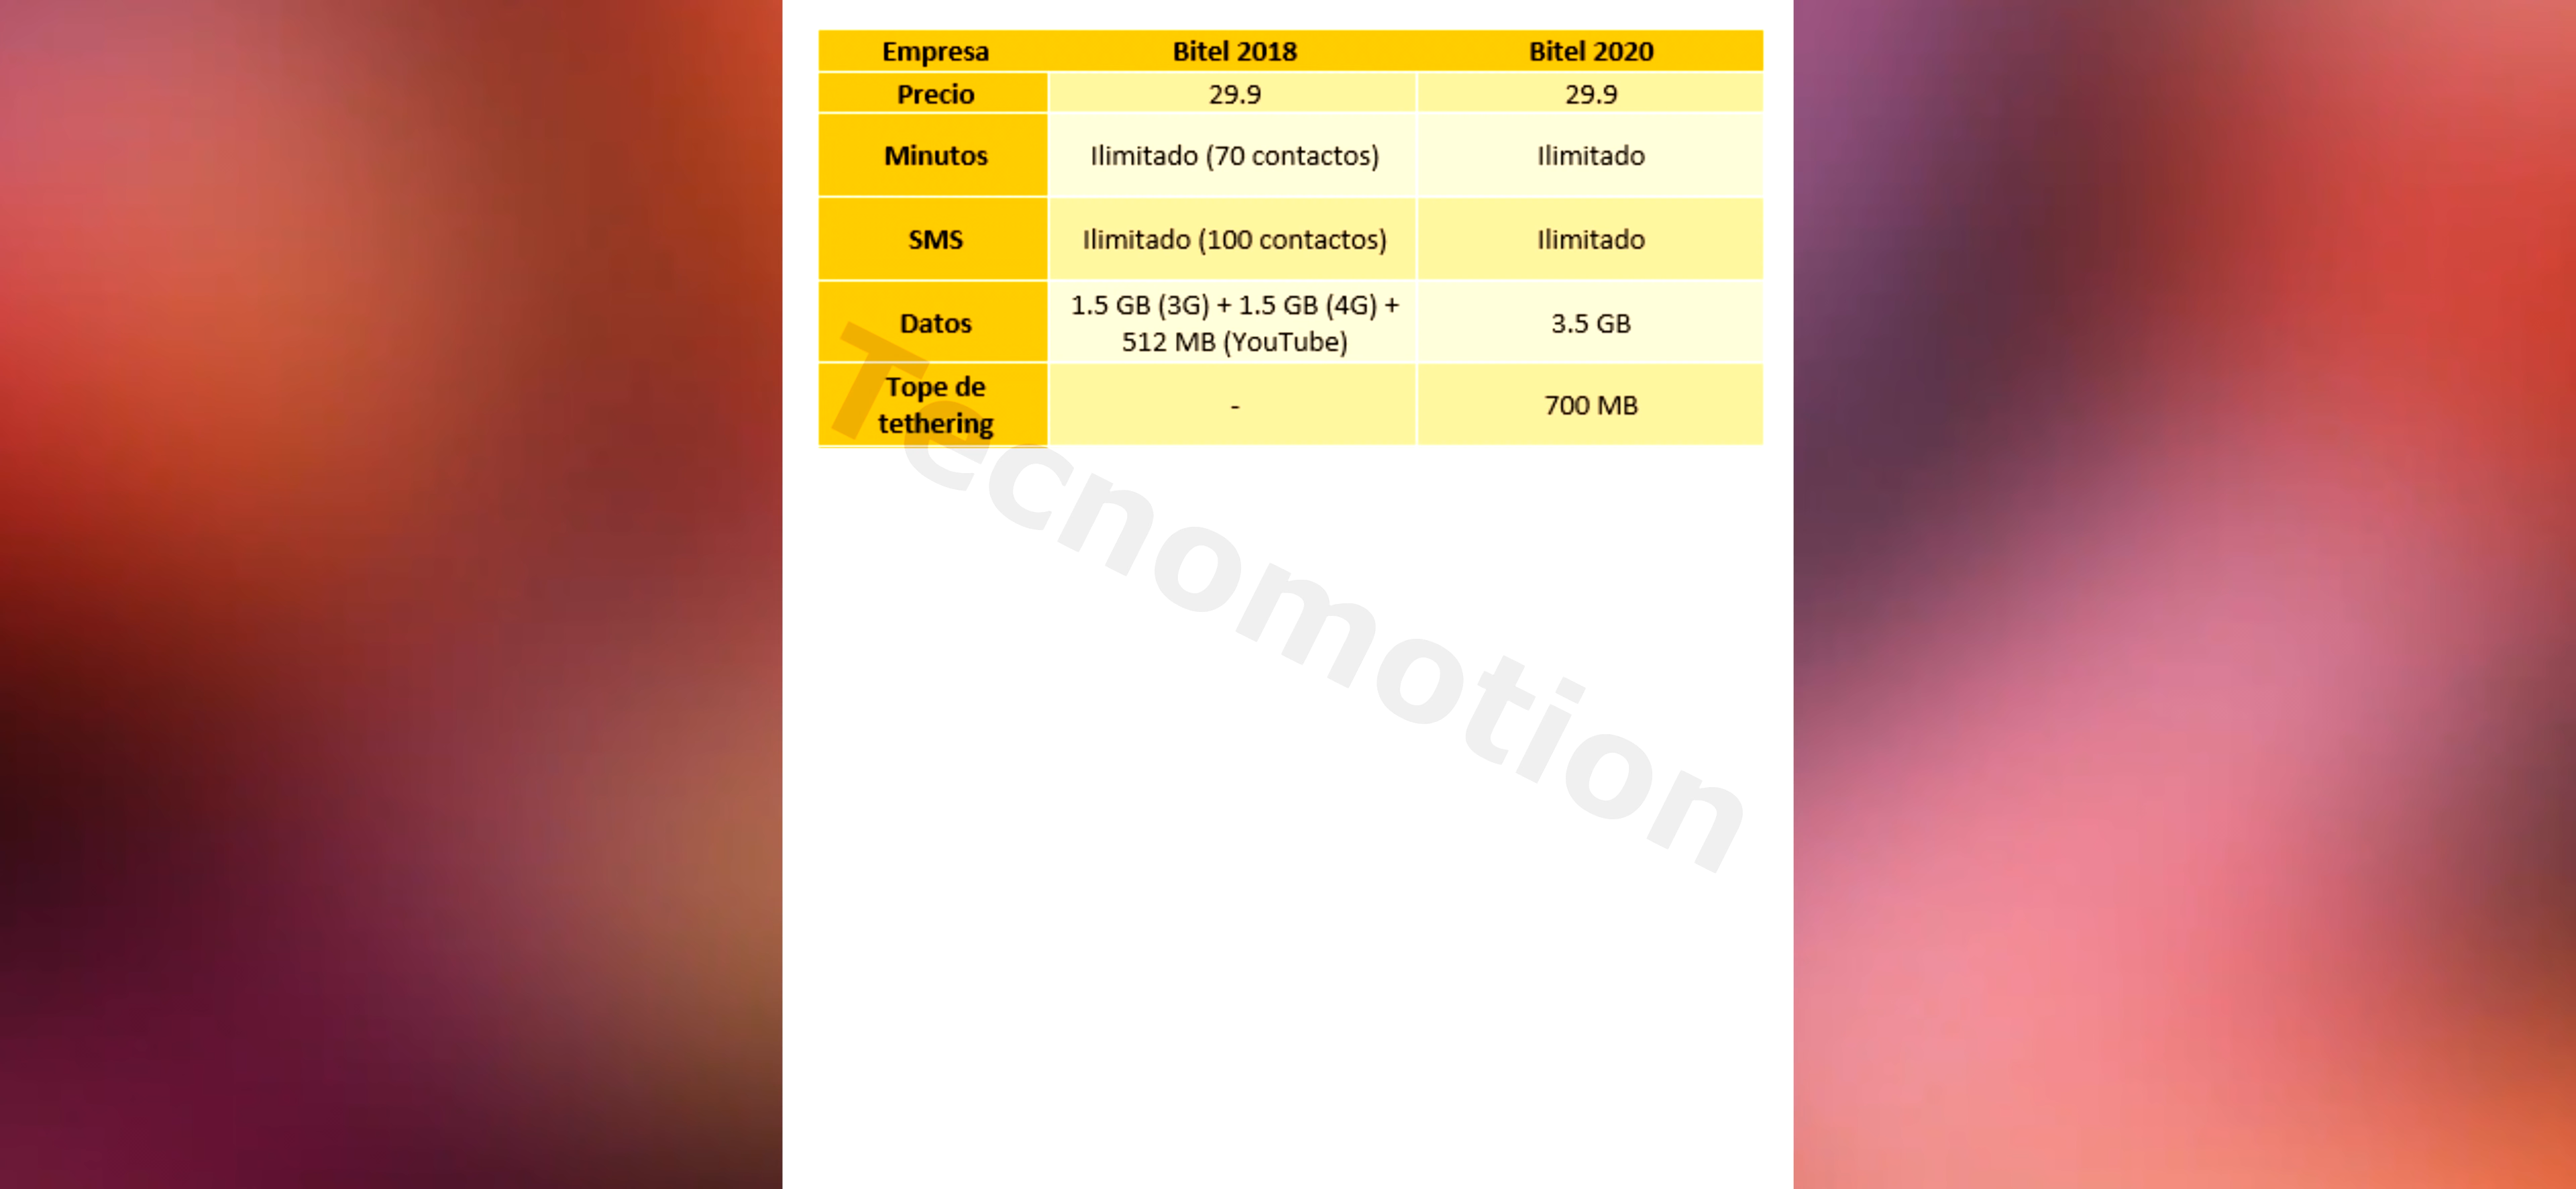 Empresa Bitel 2018 Bitel 2020
Precio 29.9 29.9
Minutos Ilimitado (70 contactos) Ilimitado
SMS Ilimitado (100 contactos) Ilimitado
Datos 1.5 GB (3G) + 1.5 GB (4G) + 512 MB (YouTube) 3.5 GB
Tope de tethering - 700 MB
Tecnomotion